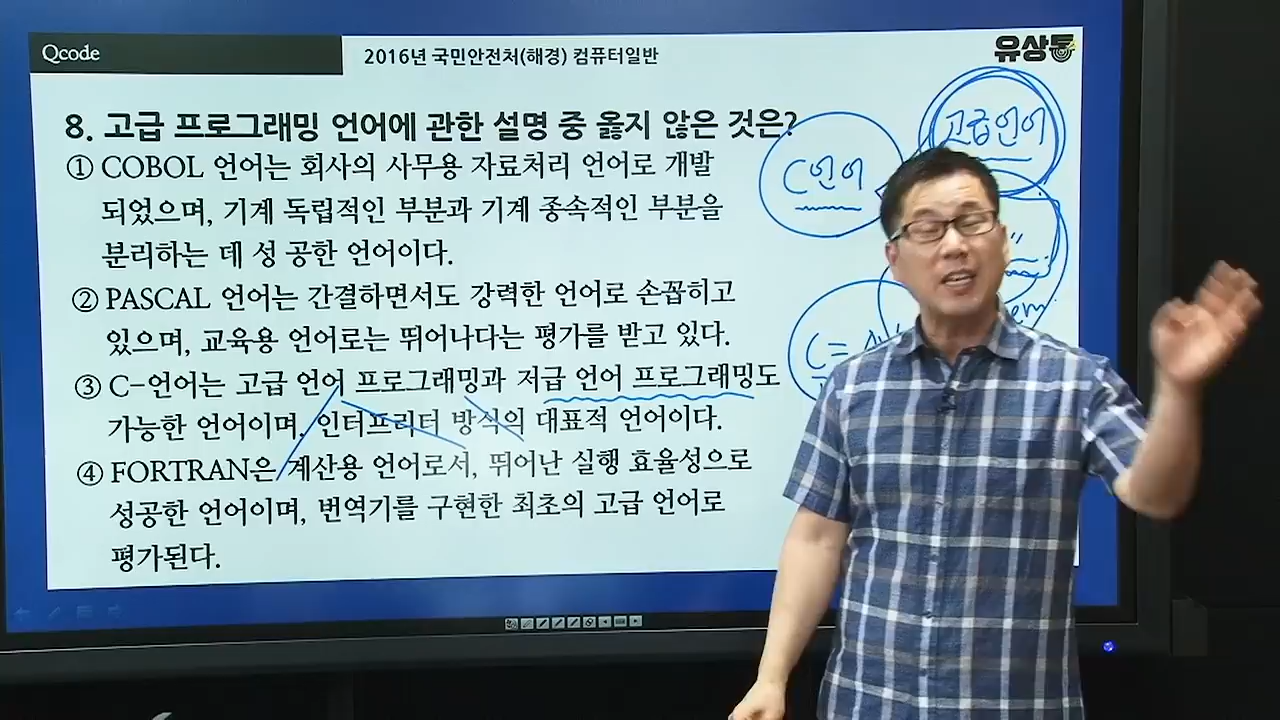 Qcode
2016년 국민안전처(해경) 컴퓨터일반
유상통
8. 고급 프로그래밍 언어에 관한 설명 중 옳지 않은 것은?
① COBOL 언어는 회사의 사무용 자료처리 언어로 개발
되었으며, 기계 독립적인 부분과 기계 종속적인 부분을
분리하는 데 성 공한 언어이다.
② PASCAL 언어는 간결하면서도 강력한 언어로 손꼽히고
있으며, 교육용 언어로는 뛰어나다는 평가를 받고 있다.
③ C-언어는 고급 언어 프로그래밍과 저급 언어 프로그래밍도
가능한 언어이며, 인터프리터 방식의 대표적 언어이다.
④ FORTRAN은 계산용 언어로서, 뛰어난 실행 효율성으로
성공한 언어이며, 번역기를 구현한 최초의 고급 언어로
평가된다.
고급언어
C언어
C=